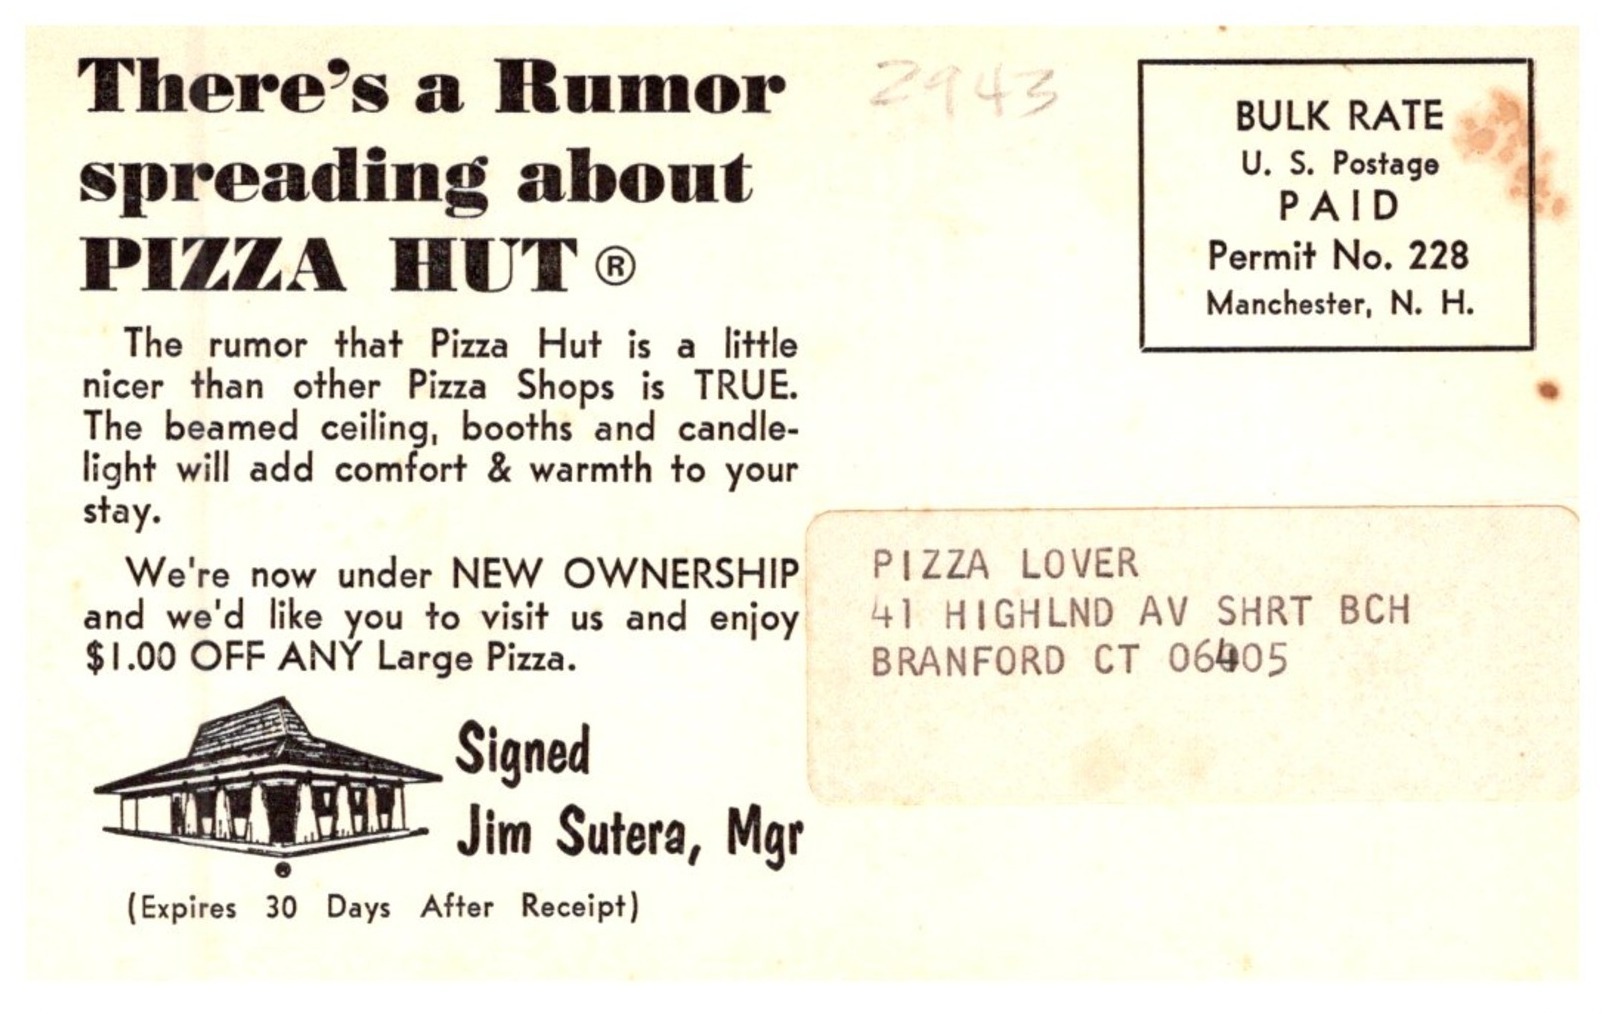 There's a Rumor
spreading about
PIZZA HUT ®
The rumor that Pizza Hut is a little
nicer than other Pizza Shops is TRUE.
The beamed ceiling, booths and candle-
light will add comfort & warmth to your
stay.
We're now under NEW OWNERSHIP
and we'd like you to visit us and enjoy
$1.00 OFF ANY Large Pizza.
Signed
Jim Sutera, Mgr
®
(Expires 30 Days After Receipt)
2943
BULK RATE
U. S. Postage
PAID
Permit No. 228
Manchester, N. H.
PIZZA LOVER
41 HIGHLND AV SHRT BCH
BRANFORD CT 06405